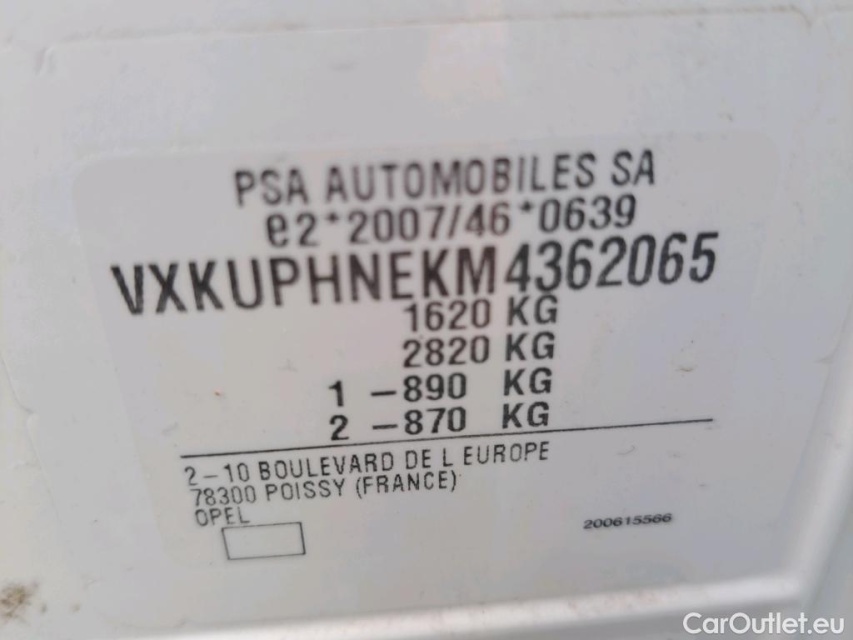 PSA AUTOMOBILES SA
e2*2007/46*0639
VXKUPHNEKM4362065
1620 KG
2820 KG
1 –890 KG
2 –870 KG
2–10 BOULEVARD DE L EUROPE
78300 POISSY (FRANCE)
OPEL
200615566
CarOutlet.eu